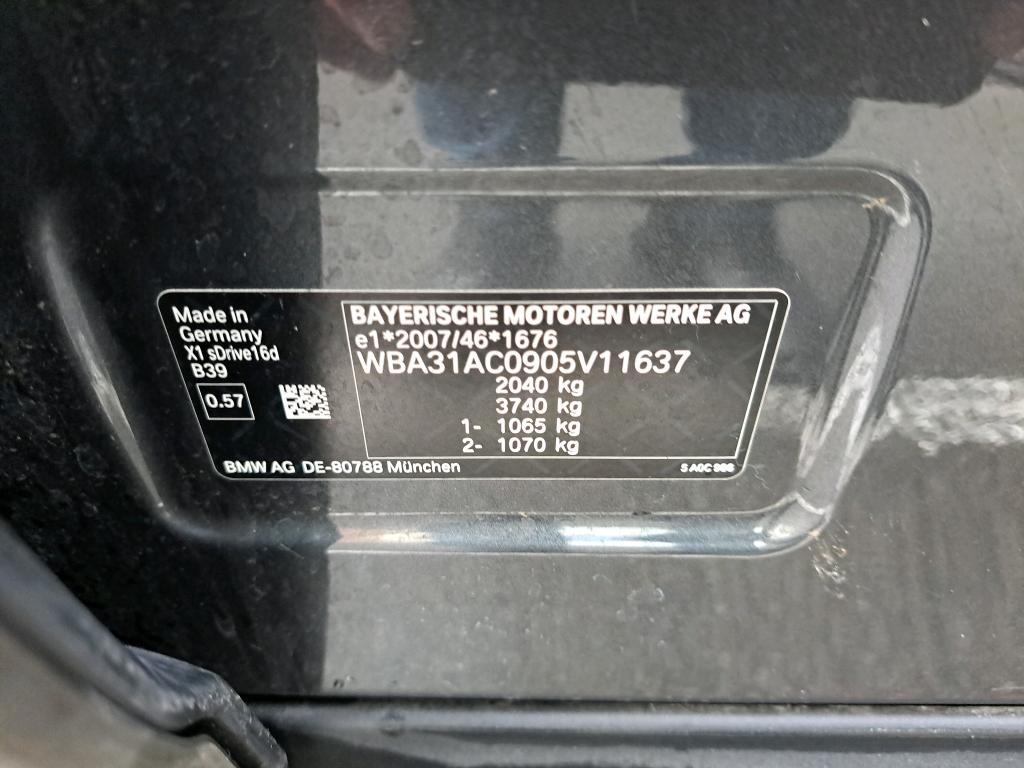 Made in
Germany
X1 sDrive16d
B39
0.57
BAYERISCHE MOTOREN WERKE AG
e1*2007/46*1676
WBA31AC0905V11637
2040 kg
3740 kg
1- 1065 kg
2- 1070 kg
BMW AG DE-80788 München